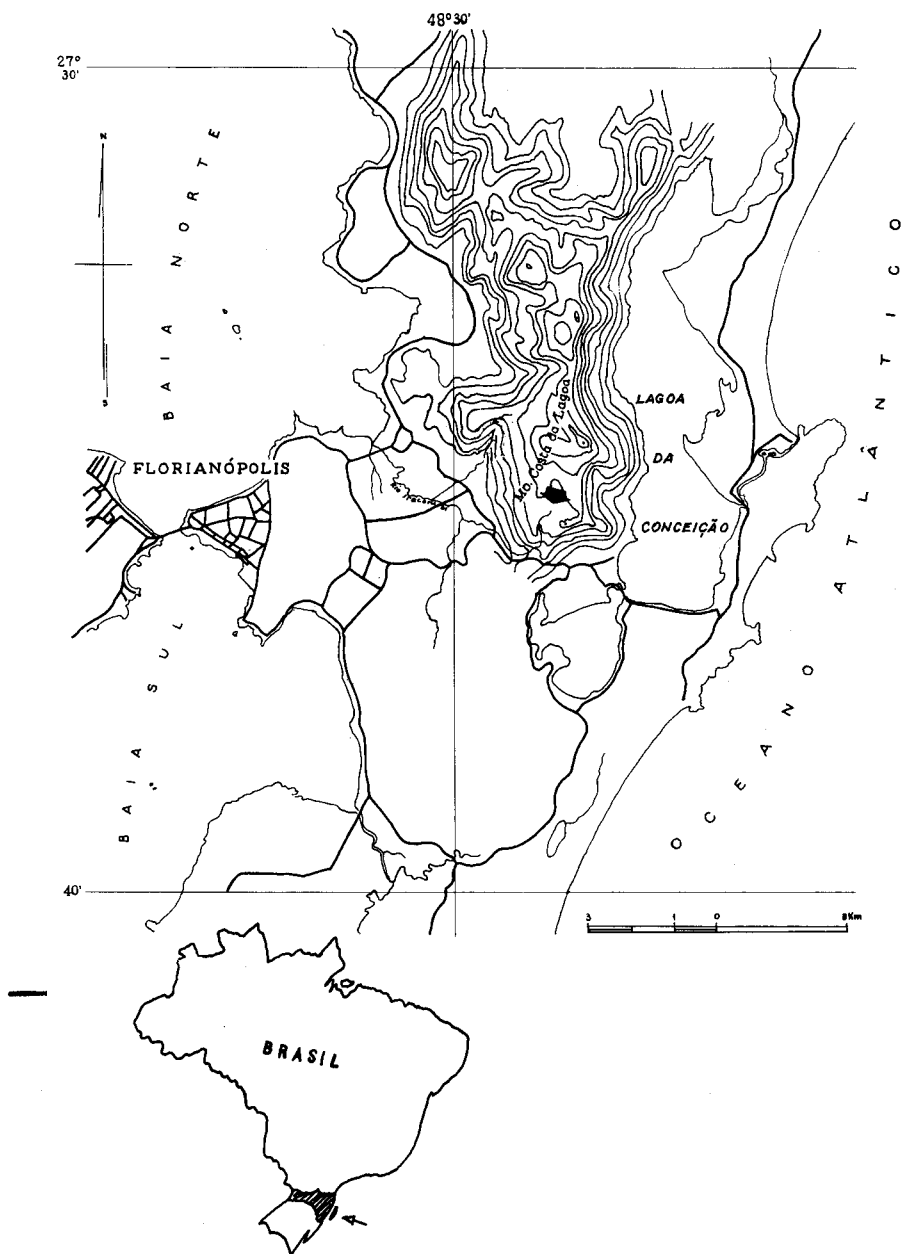 48° 30'
27°
30'
N
S
BAIA NORTE
FLORIANÓPOLIS
Mo. Costa da Lagoa
LAGOA
DA
CONCEIÇÃO
OCEANO ATLÂNTICO
BAIA SUL
40'
3 1 0
BRASIL